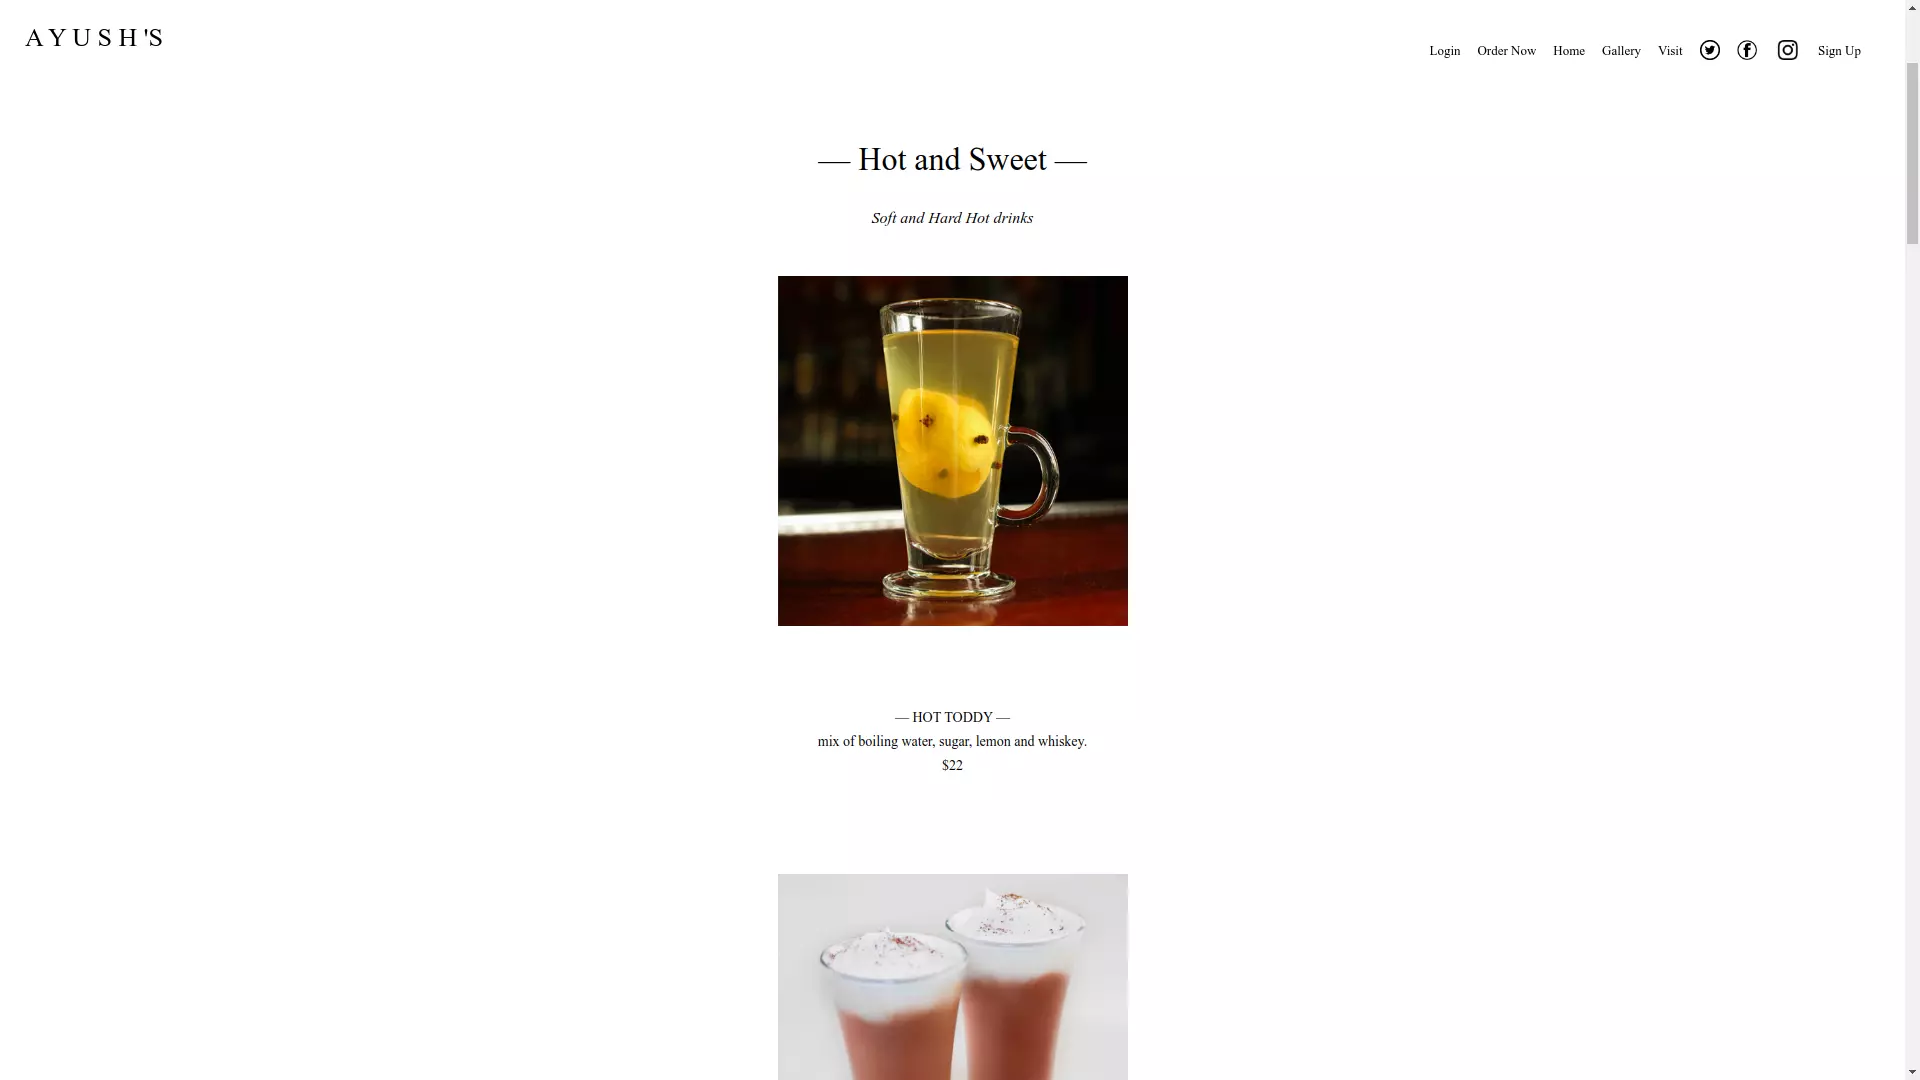 AYUSH'S
Login Order Now Home Gallery Visit Sign Up
— Hot and Sweet —
Soft and Hard Hot drinks
— HOT TODDY —
mix of boiling water, sugar, lemon and whiskey.
$22